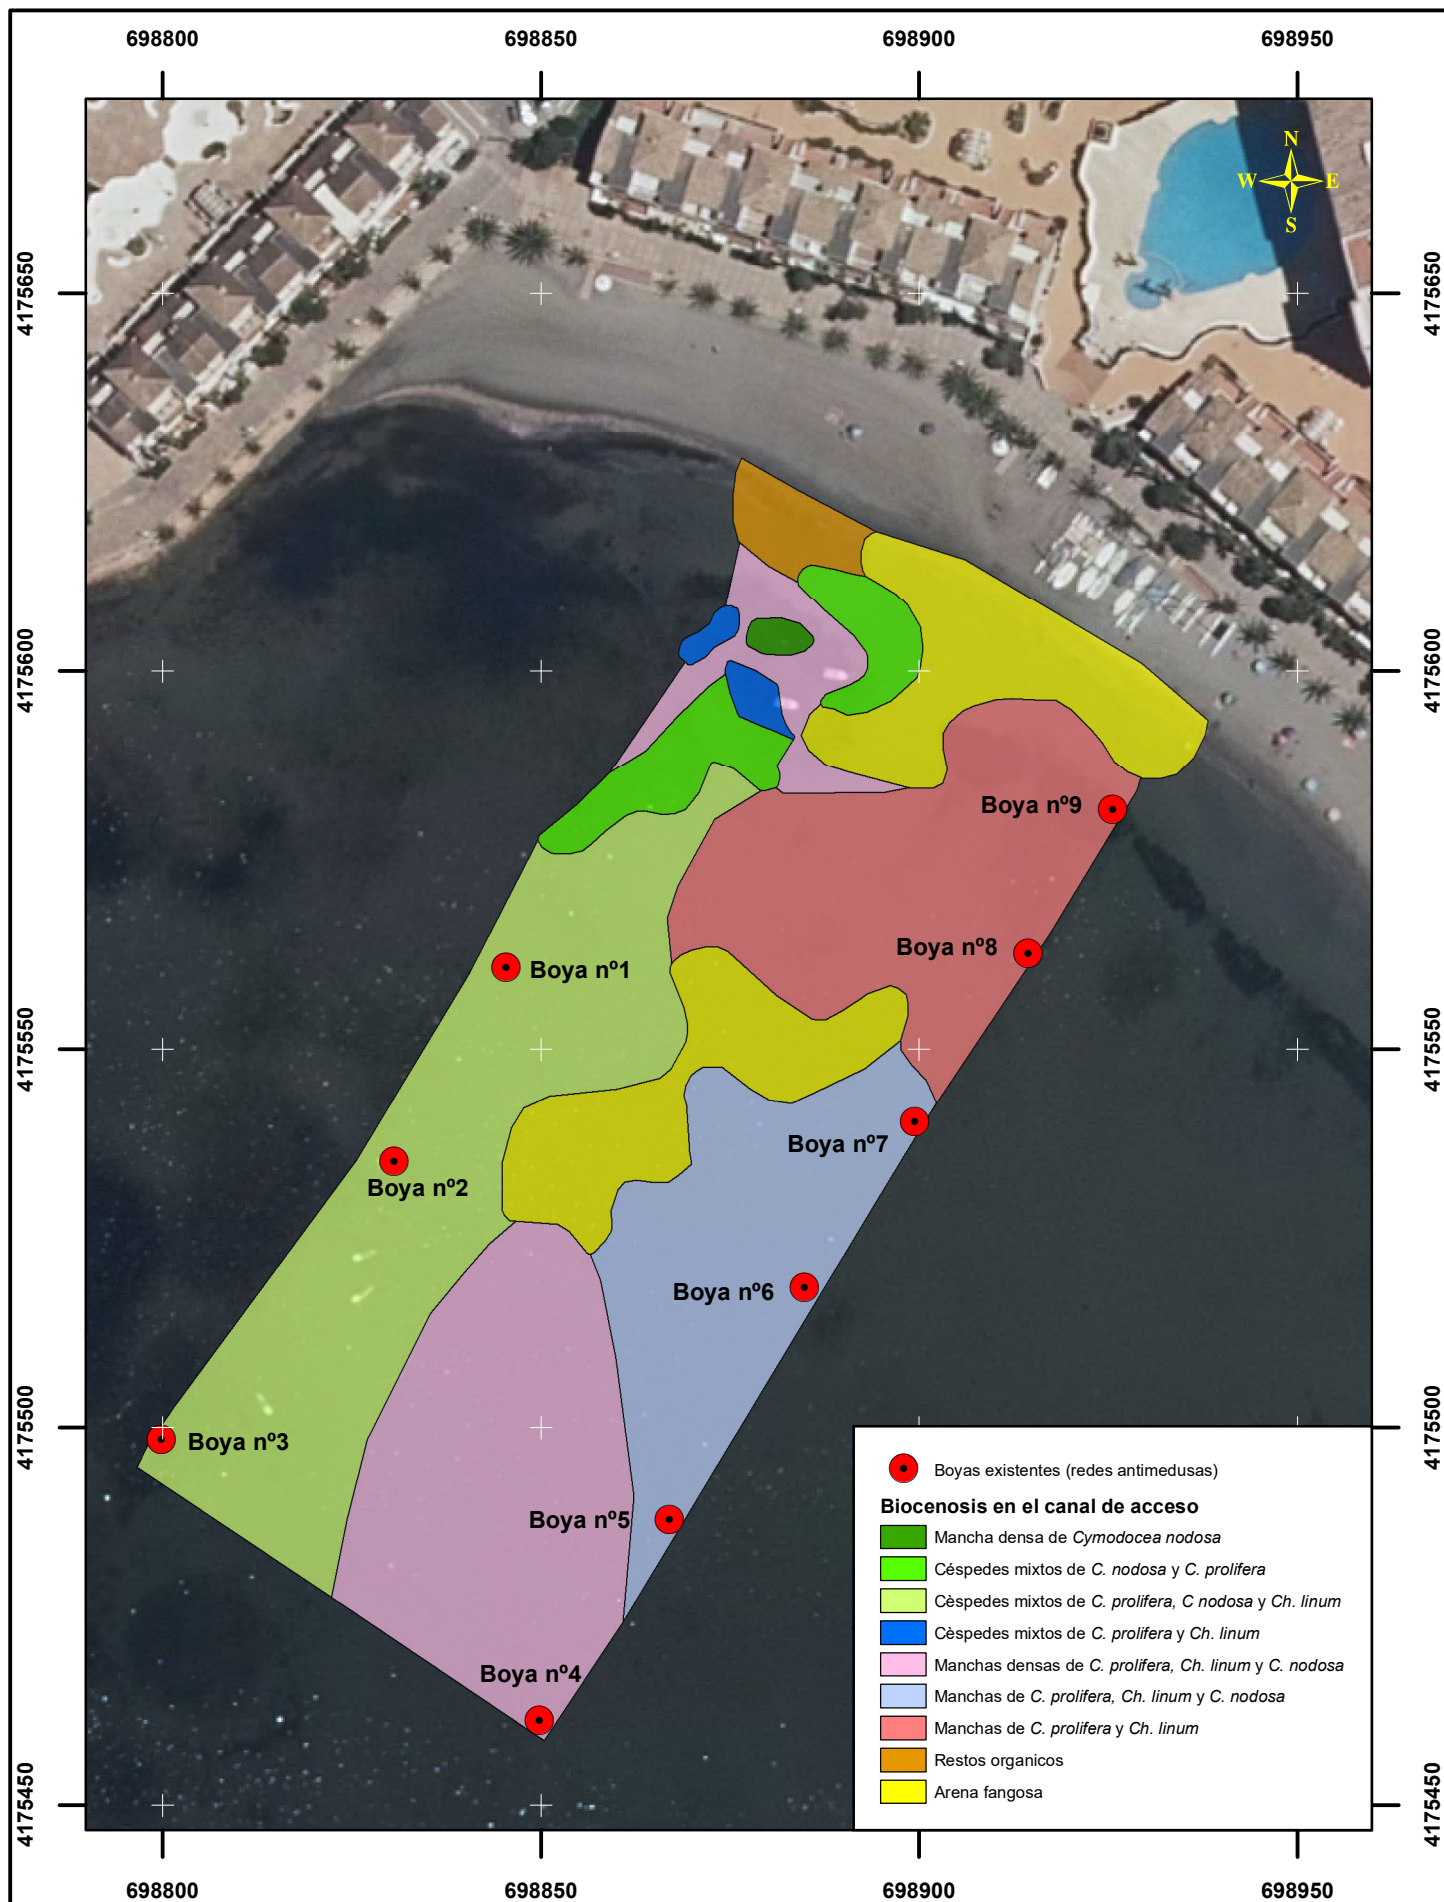 698800 698850 698900 698950
N
W E
S
4175650 4175650
4175600 4175600
Boya nº9
Boya nº8
Boya nº1
4175550 4175550
Boya nº7
Boya nº2
Boya nº6
4175500 4175500
Boya nº3
Boya nº5
Boya nº4
Boyas existentes (redes antimedusas)
Biocenosis en el canal de acceso
Mancha densa de Cymodocea nodosa
Céspedes mixtos de C. nodosa y C. prolifera
Cèspedes mixtos de C. prolifera, C nodosa y Ch. linum
Cèspedes mixtos de C. prolifera y Ch. linum
Manchas densas de C. prolifera, Ch. linum y C. nodosa
Manchas de C. prolifera, Ch. linum y C. nodosa
Manchas de C. prolifera y Ch. linum
Restos organicos
Arena fangosa
4175450 4175450
698800 698850 698900 698950